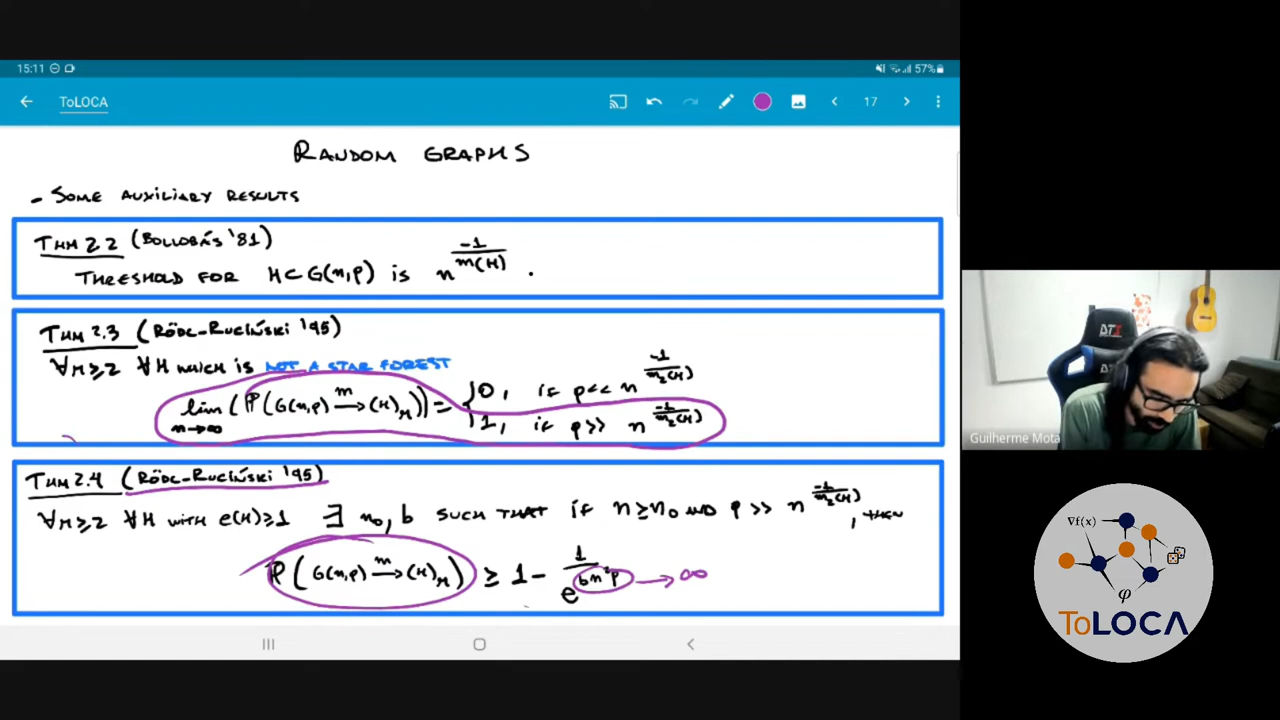 15:11
57%
ToLOCA
17
RANDOM GRAPHS
- SOME AUXILIARY RESULTS
THM 2.2 (BOLLOBÁS '81)
THRESHOLD FOR H ⊂ G(n,p) IS n^{-1/m(H)}.
THM 2.3 (RÖDL-RUCIŃSKI '95)
∀r≥2 ∀H WHICH IS NOT A STAR FOREST
lim_{n→∞} (P(G(n,p) →^m (H)_r)) = { 0, if p << n^{-1/m_2(H)}
1, if p >> n^{-1/m_2(H)}
THM 2.4 (RÖDL-RUCIŃSKI '95)
∀r≥2 ∀H WITH e(H)≥1 ∃ n_0, b SUCH THAT IF n≥n_0 AND p >> n^{-1/m_2(H)}, THEN
P(G(n,p) →^m (H)_r) ≥ 1 - 1/e^{bn^2p} → ∞
Guilherme Mota
∇f(x)
φ
ToLOCA